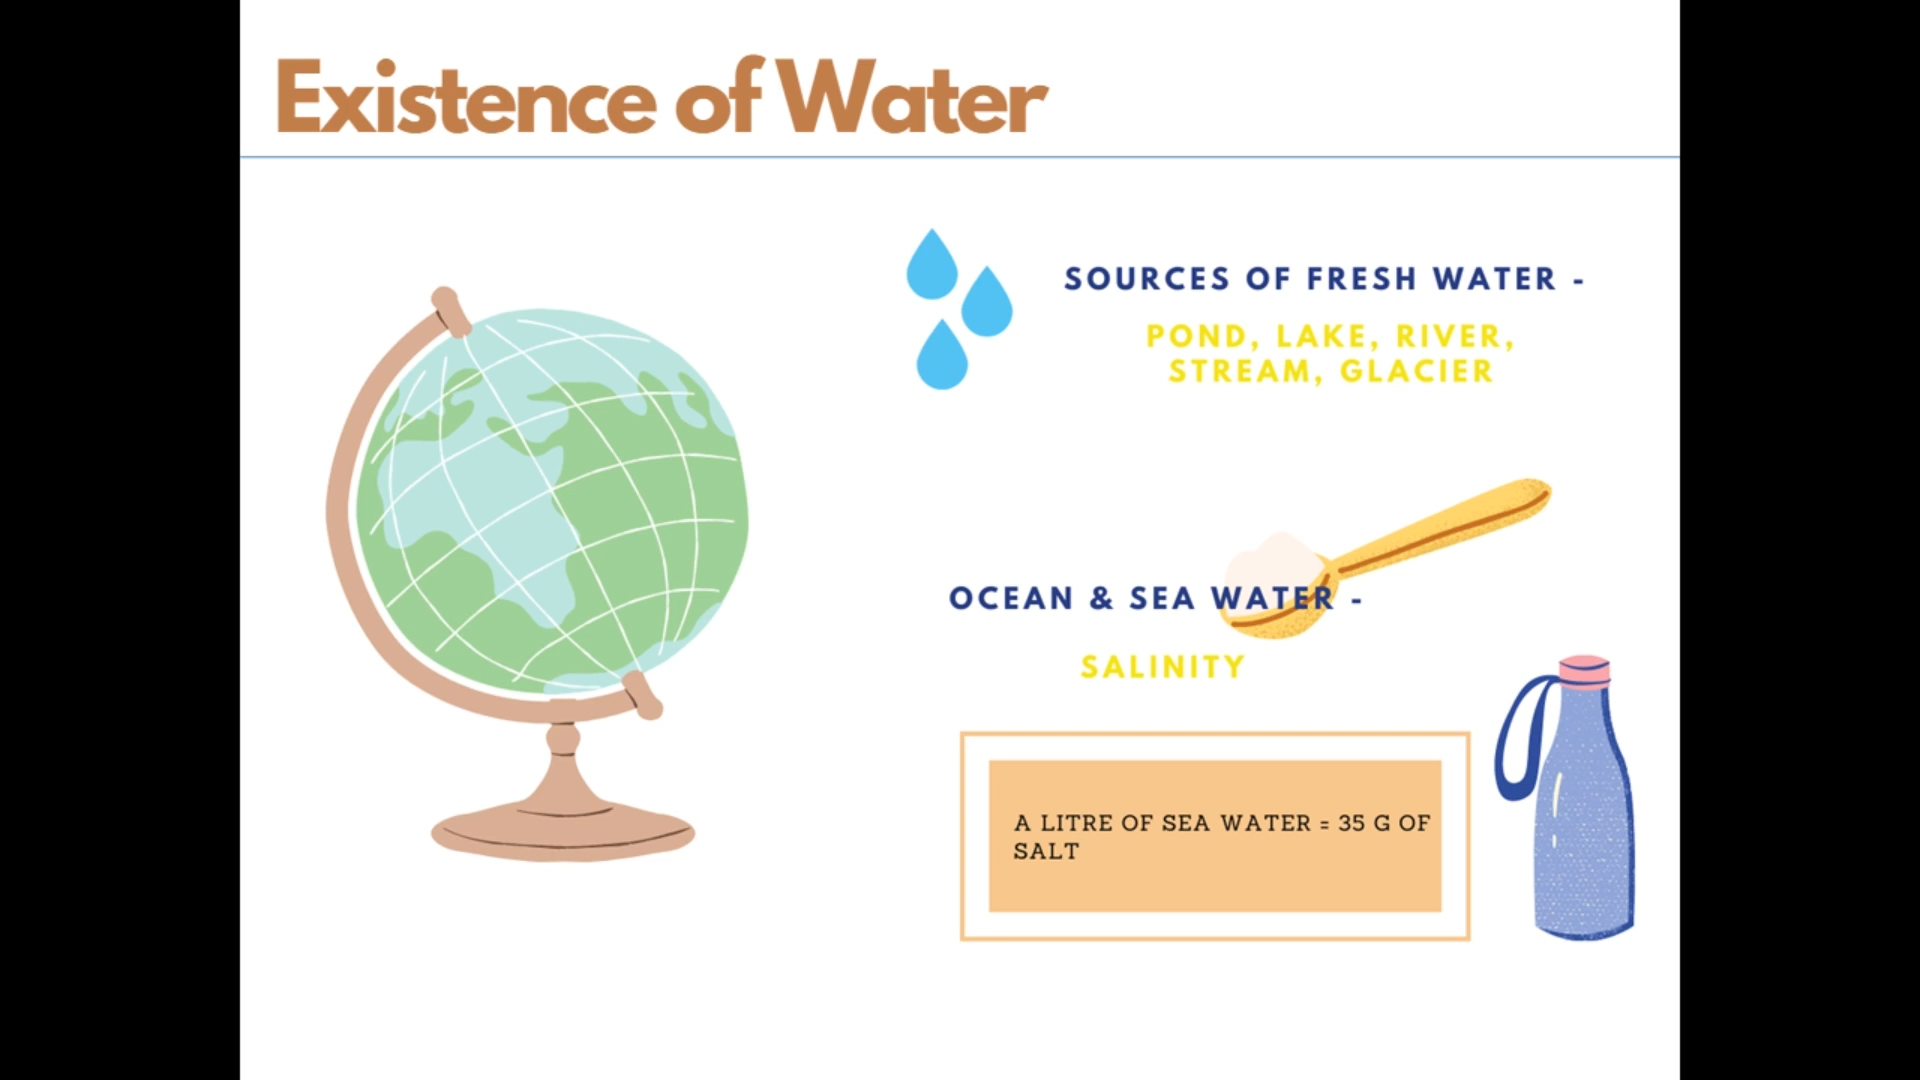 Existence of Water
SOURCES OF FRESH WATER -
POND, LAKE, RIVER,
STREAM, GLACIER
OCEAN & SEA WATER -
SALINITY
A LITRE OF SEA WATER = 35 G OF
SALT